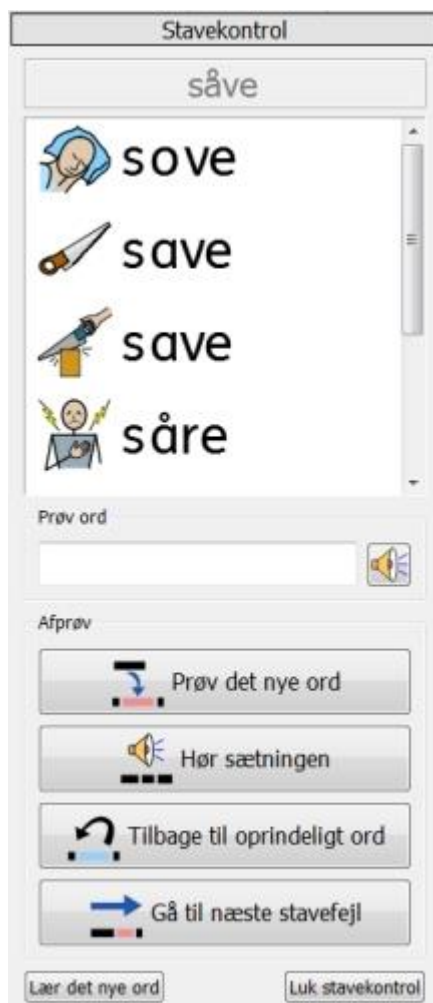 Stavekontrol
såve
sove
save
save
såre
Prøv ord
Afprøv
Prøv det nye ord
Hør sætningen
Tilbage til oprindeligt ord
Gå til næste stavefejl
Lær det nye ord
Luk stavekontrol